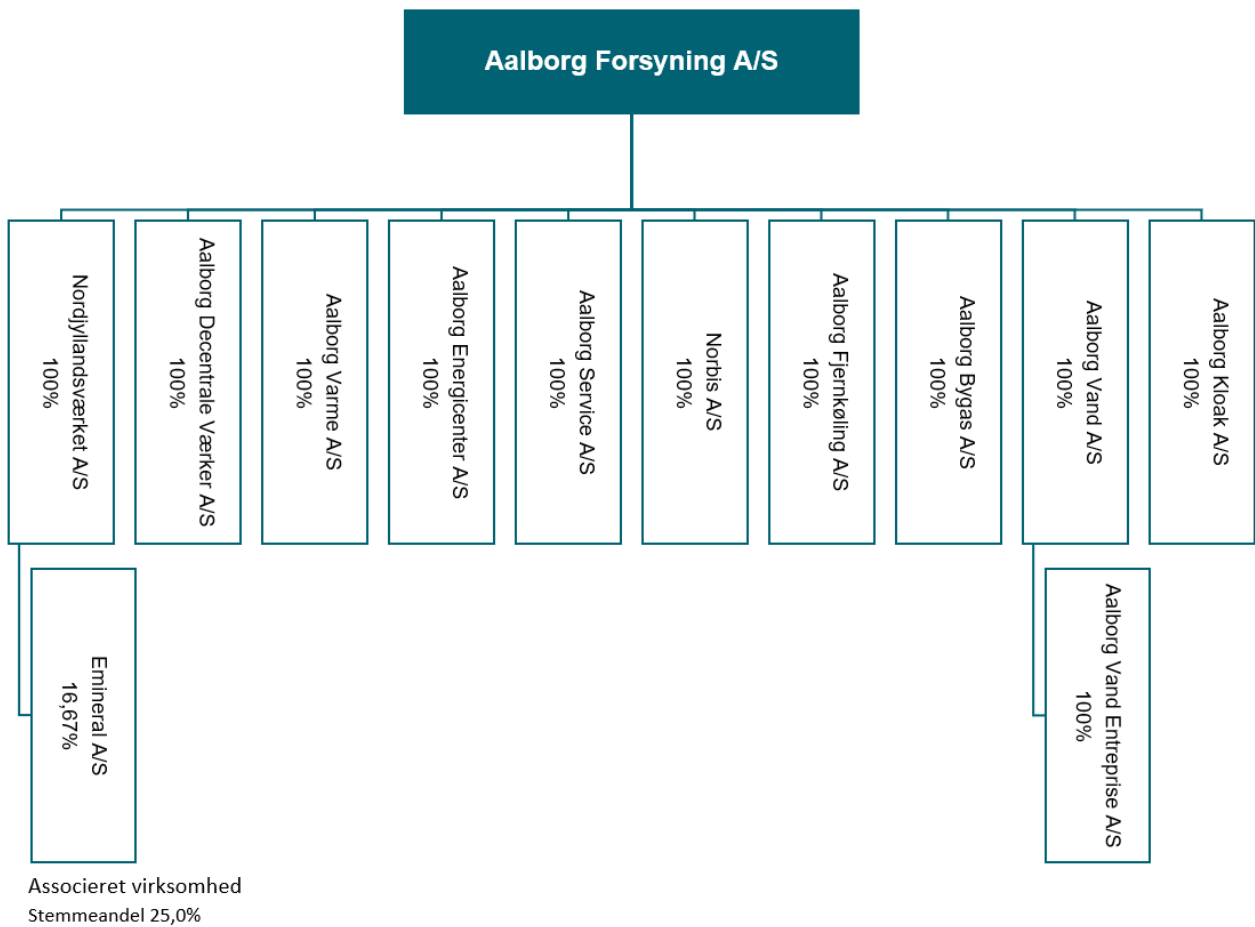 Aalborg Forsyning A/S
Nordjyllandsværket A/S
100%
Aalborg Decentrale Værker A/S
100%
Aalborg Varme A/S
100%
Aalborg Energicenter A/S
100%
Aalborg Service A/S
100%
Norbis A/S
100%
Aalborg Fjernkøling A/S
100%
Aalborg Bygas A/S
100%
Aalborg Vand A/S
100%
Aalborg Kloak A/S
100%
Emineral A/S
16,67%
Aalborg Vand Entreprise A/S
100%
Associeret virksomhed
Stemmeandel 25,0%